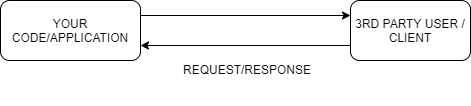 YOUR
CODE/APPLICATION
3RD PARTY USER /
CLIENT
REQUEST/RESPONSE